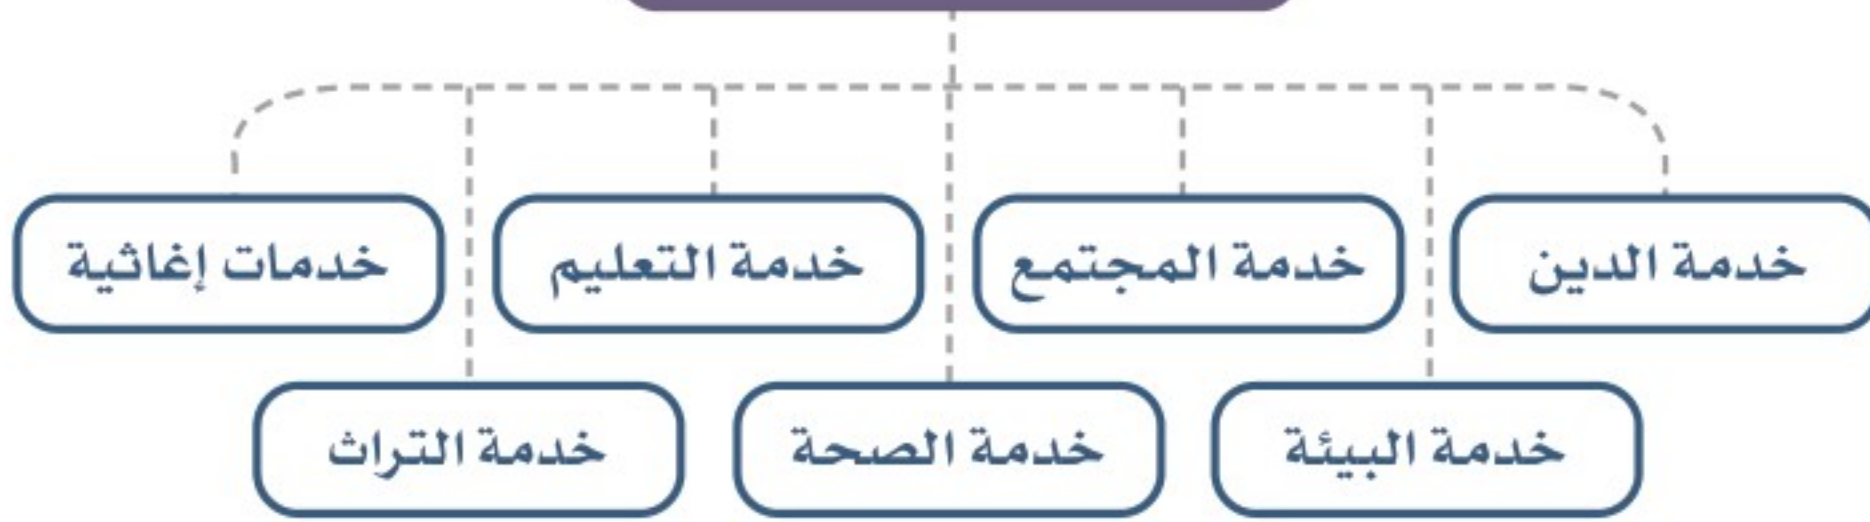 خدمة الدين
خدمة المجتمع
خدمة التعليم
خدمات إغاثية
خدمة البيئة
خدمة الصحة
خدمة التراث